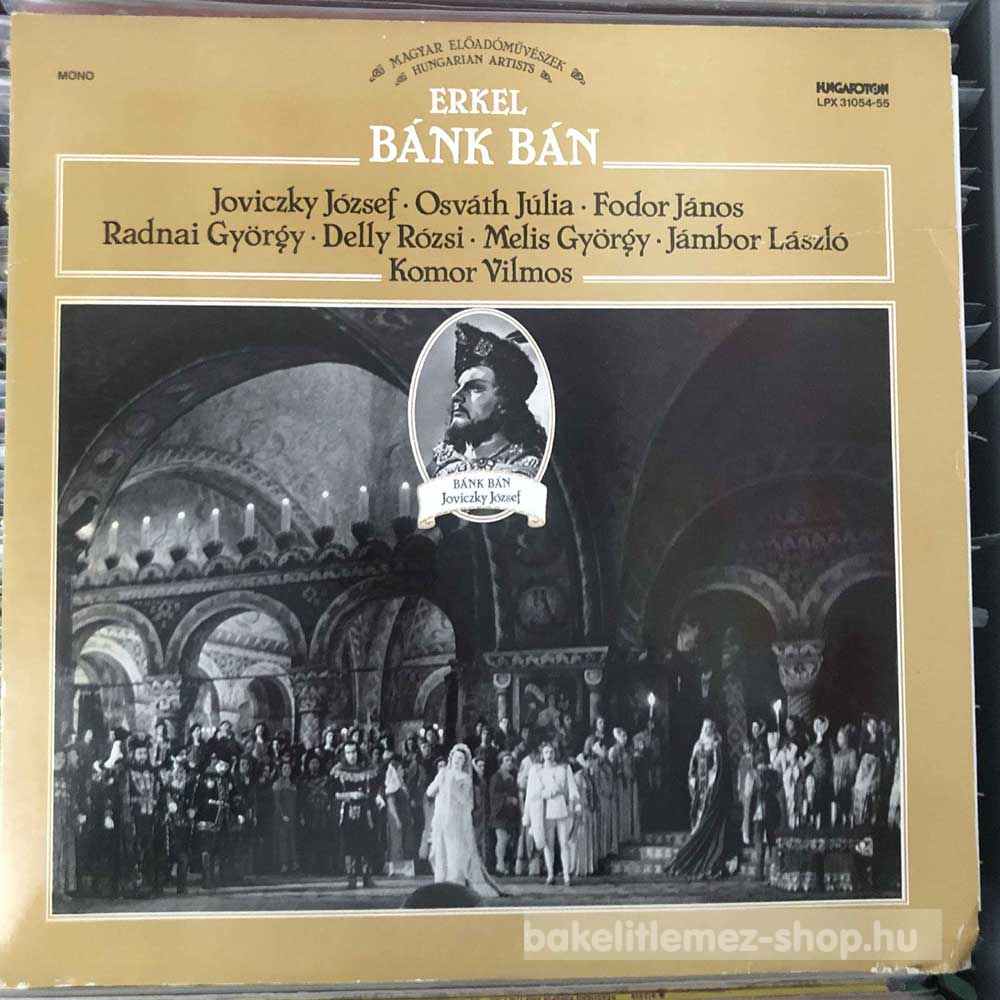 MAGYAR ELŐADÓMŰVÉSZEK
HUNGARIAN ARTISTS
MONO
HUNGAROTON
LPX 31054-55
ERKEL
BÁNK BÁN
Joviczky József · Osváth Júlia · Fodor János
Radnai György · Delly Rózsi · Melis György · Jámbor László
Komor Vilmos
BÁNK BÁN
Joviczky József
bakelitlemez-shop.hu